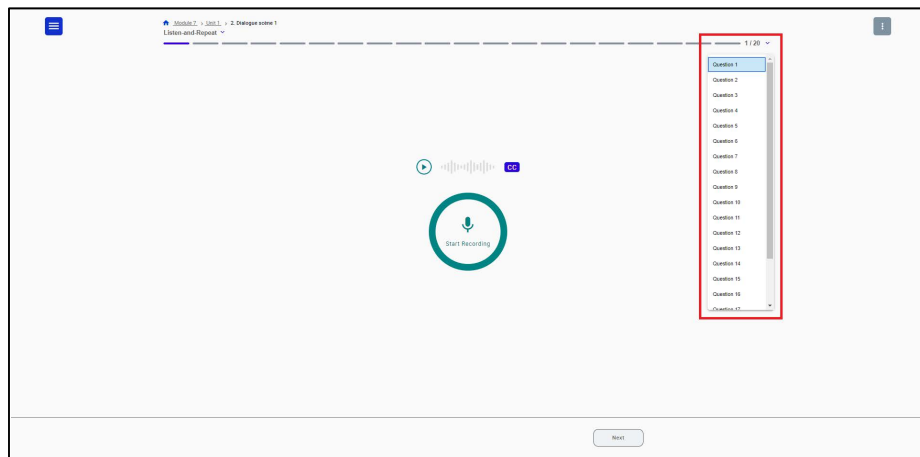 Module 7 > Unit 1 > 2. Dialogue scène 1
Listen-and-Repeat
1 / 20
Question 1
Question 2
Question 3
Question 4
Question 5
Question 6
Question 7
Question 8
Question 9
Question 10
Question 11
Question 12
Question 13
Question 14
Question 15
Question 16
Question 17
CC
Start Recording
Next